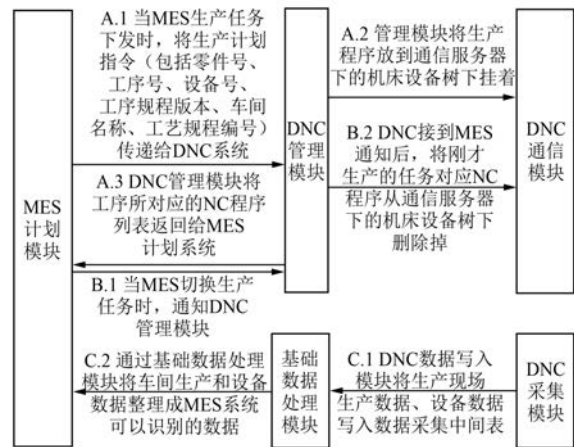 A.1 当MES生产任务
下发时，将生产计划
指令（包括零件号、
工序号、设备号、
工序规程版本、车间
名称、工艺规程编号）
传递给DNC系统
A.3 DNC管理模块将
工序所对应的NC程序
列表返回给MES
计划系统
B.1 当MES切换生产
任务时，通知DNC
管理模块
MES
计划
模块
DNC
管理
模块
A.2 管理模块将生产
程序放到通信服务器
下的机床设备树下挂着
B.2 DNC接到MES
通知后，将刚才
生产的任务对应NC
程序从通信服务器
下的机床设备树下
删除掉
DNC
通信
模块
C.2 通过基础数据处理
模块将车间生产和设备
数据整理成MES系统
可以识别的数据
基础
数据
处理
模块
C.1 DNC数据写入
模块将生产现场
生产数据、设备数据
写入数据采集中间表
DNC
采集
模块